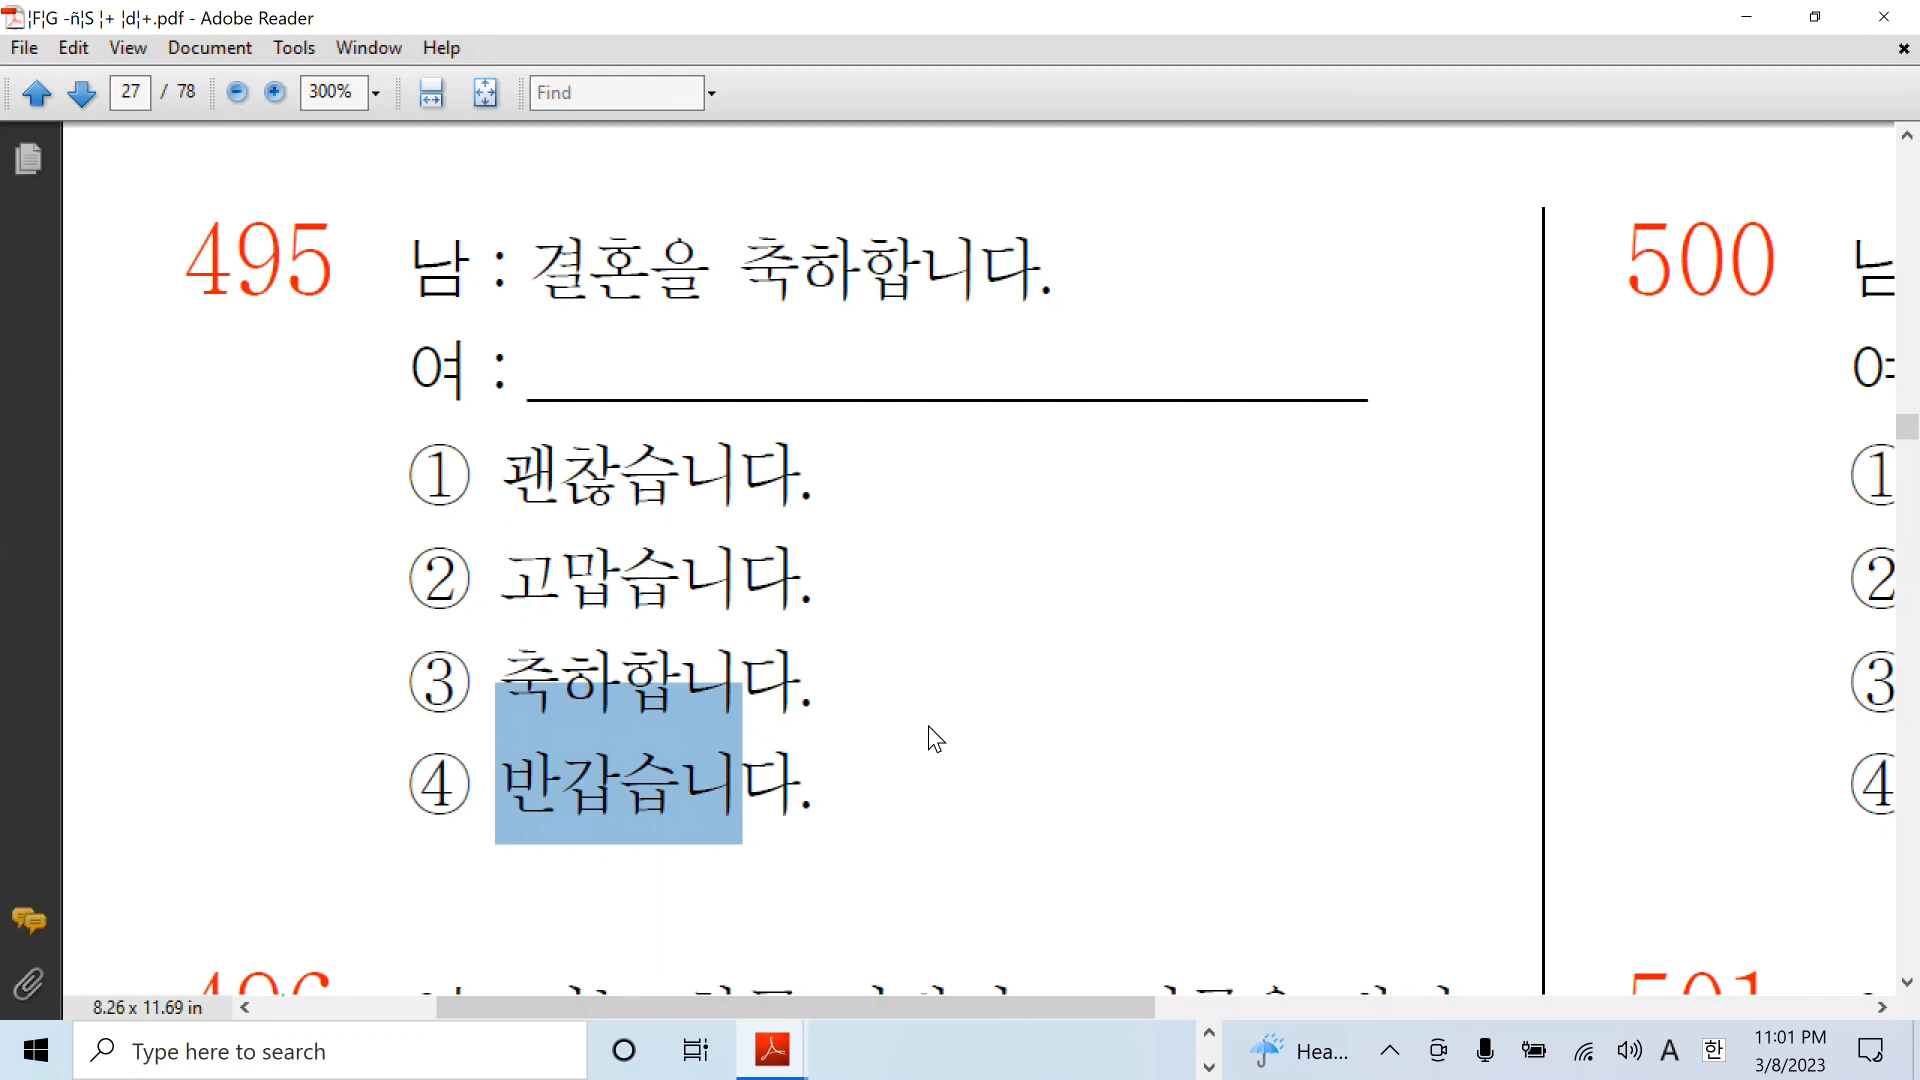 ¦F¦G -ñ¦S ¦+ ¦d¦+.pdf - Adobe Reader
File Edit View Document Tools Window Help
27 / 78 300% Find
495 남 : 결혼을 축하합니다.
여 :
① 괜찮습니다.
② 고맙습니다.
③ 축하합니다.
④ 반갑습니다.
500
①
②
③
④
8.26 x 11.69 in
Type here to search
Hea...
A 한
11:01 PM
3/8/2023